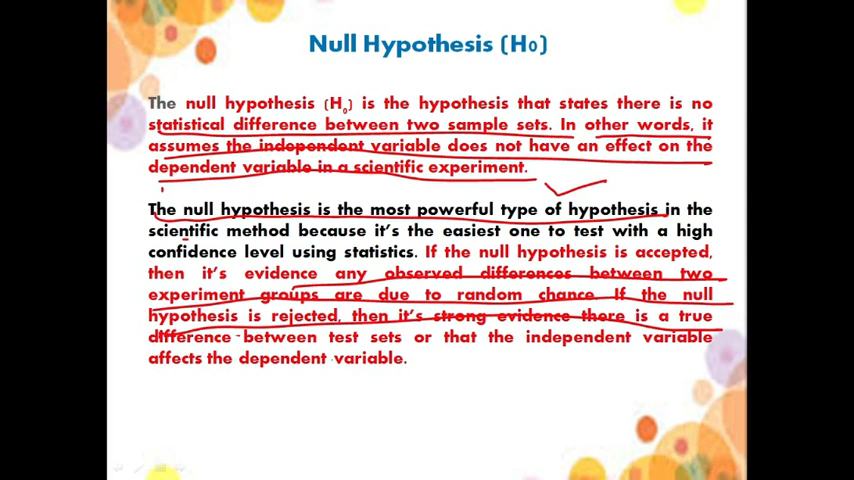 Null Hypothesis (H0)
The null hypothesis (H0) is the hypothesis that states there is no
statistical difference between two sample sets. In other words, it
assumes the independent variable does not have an effect on the
dependent variable in a scientific experiment.
The null hypothesis is the most powerful type of hypothesis in the
scientific method because it's the easiest one to test with a high
confidence level using statistics. If the null hypothesis is accepted,
then it's evidence any observed differences between two
experiment groups are due to random chance. If the null
hypothesis is rejected, then it's strong evidence there is a true
difference between test sets or that the independent variable
affects the dependent variable.